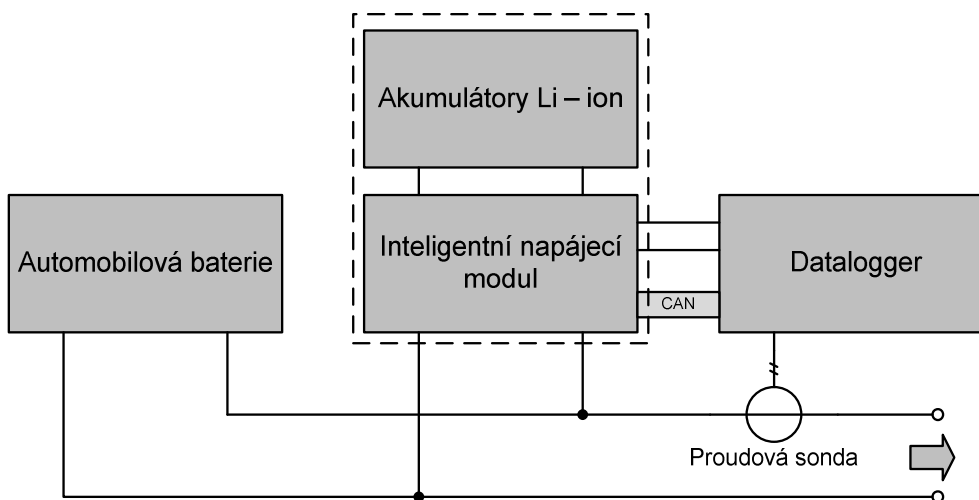 Akumulátory Li – ion
Automobilová baterie
Inteligentní napájecí
modul
Datalogger
CAN
Proudová sonda